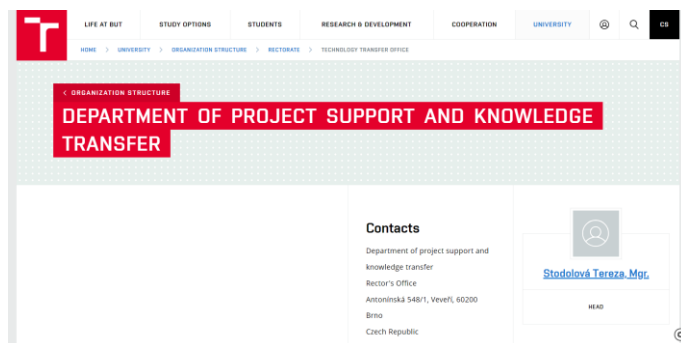 LIFE AT BUT STUDY OPTIONS STUDENTS RESEARCH & DEVELOPMENT COOPERATION UNIVERSITY CS
HOME > UNIVERSITY > ORGANIZATION STRUCTURE > RECTORATE > TECHNOLOGY TRANSFER OFFICE
< ORGANIZATION STRUCTURE
DEPARTMENT OF PROJECT SUPPORT AND KNOWLEDGE
TRANSFER
Contacts
Department of project support and
knowledge transfer
Rector's Office
Antonínská 548/1, Veveří, 60200
Brno
Czech Republic
Stodolová Tereza, Mgr.
HEAD